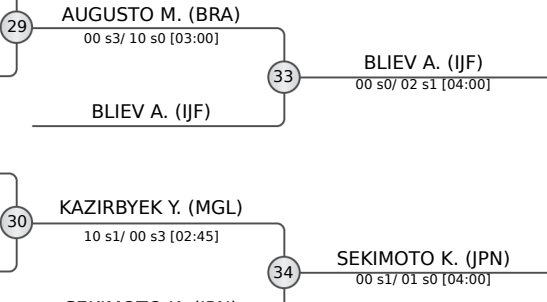 29
AUGUSTO M. (BRA)
00 s3/ 10 s0 [03:00]
33
BLIEV A. (IJF)
00 s0/ 02 s1 [04:00]
BLIEV A. (IJF)
30
KAZIRBYEK Y. (MGL)
10 s1/ 00 s3 [02:45]
34
SEKIMOTO K. (JPN)
00 s1/ 01 s0 [04:00]